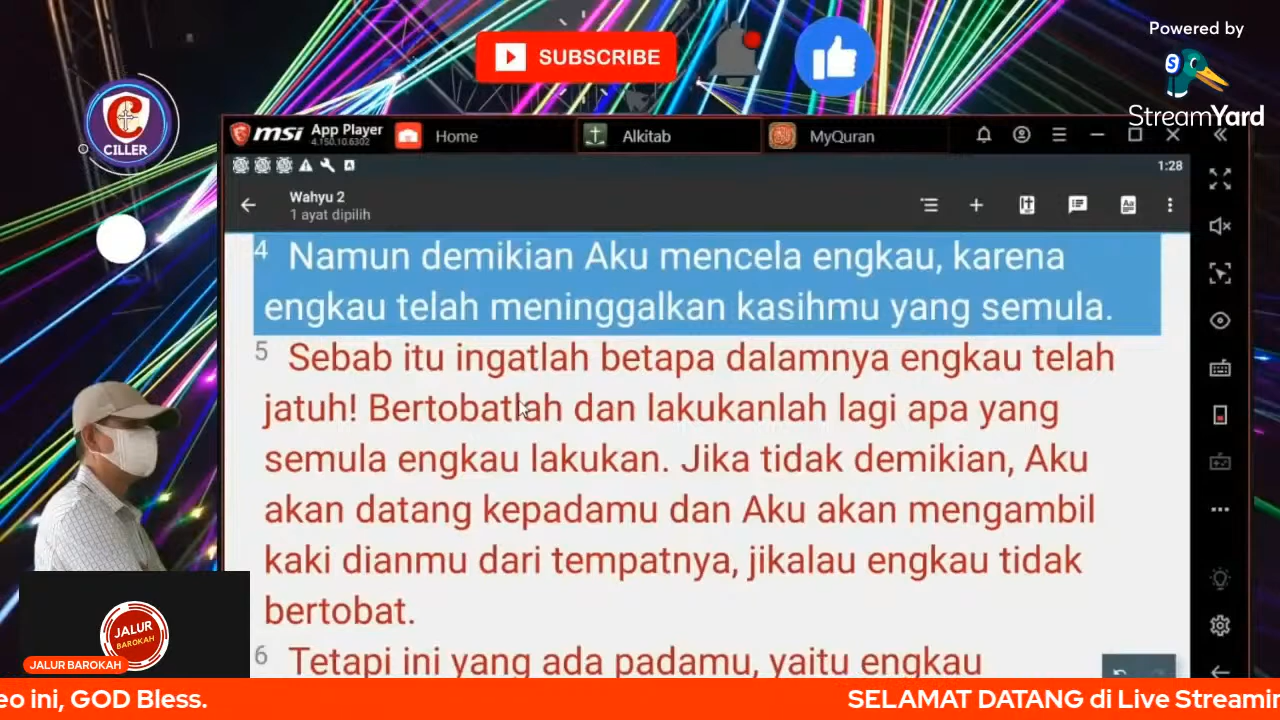 Powered by
StreamYard
SUBSCRIBE
C
CILLER
msi App Player
4.150.10.6302
Home
Alkitab
MyQuran
1:28
Wahyu 2
1 ayat dipilih
4 Namun demikian Aku mencela engkau, karena
engkau telah meninggalkan kasihmu yang semula.
5 Sebab itu ingatlah betapa dalamnya engkau telah
jatuh! Bertobatlah dan lakukanlah lagi apa yang
semula engkau lakukan. Jika tidak demikian, Aku
akan datang kepadamu dan Aku akan mengambil
kaki dianmu dari tempatnya, jikalau engkau tidak
bertobat.
6 Tetapi ini yang ada padamu, yaitu engkau
JALUR
BAROKAH
JALUR BAROKAH
eo ini, GOD Bless.
SELAMAT DATANG di Live Streamin